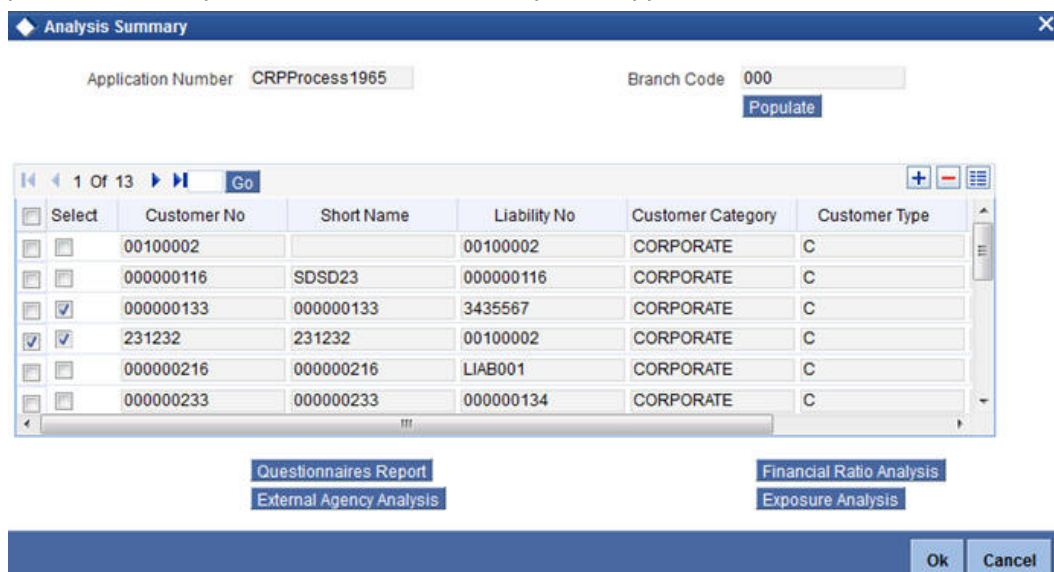 Analysis Summary
Application Number CRPProcess1965 Branch Code 000
Populate
1 Of 13 Go
Select Customer No Short Name Liability No Customer Category Customer Type
00100002 00100002 CORPORATE C
000000116 SDSD23 000000116 CORPORATE C
000000133 000000133 3435567 CORPORATE C
231232 231232 00100002 CORPORATE C
000000216 000000216 LIAB001 CORPORATE C
000000233 000000233 000000134 CORPORATE C
Questionnaires Report Financial Ratio Analysis
External Agency Analysis Exposure Analysis
Ok Cancel